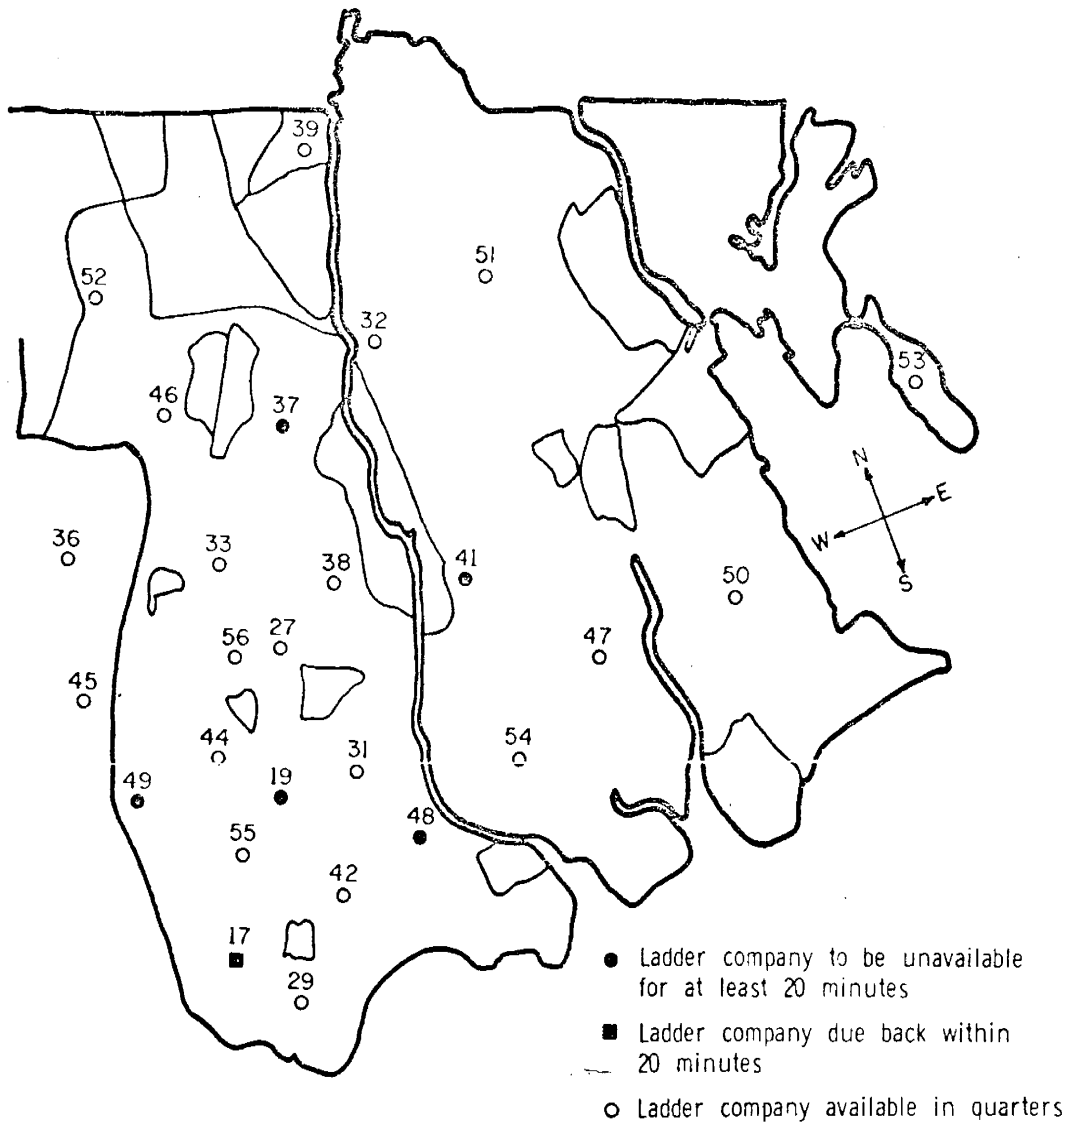 39
51
52
32
53
46
37
N
E
W
S
36
33
38
41
50
27
56
47
45
44
31
54
49
19
48
55
42
17
29
Ladder company to be unavailable
for at least 20 minutes
Ladder company due back within
20 minutes
Ladder company available in quarters